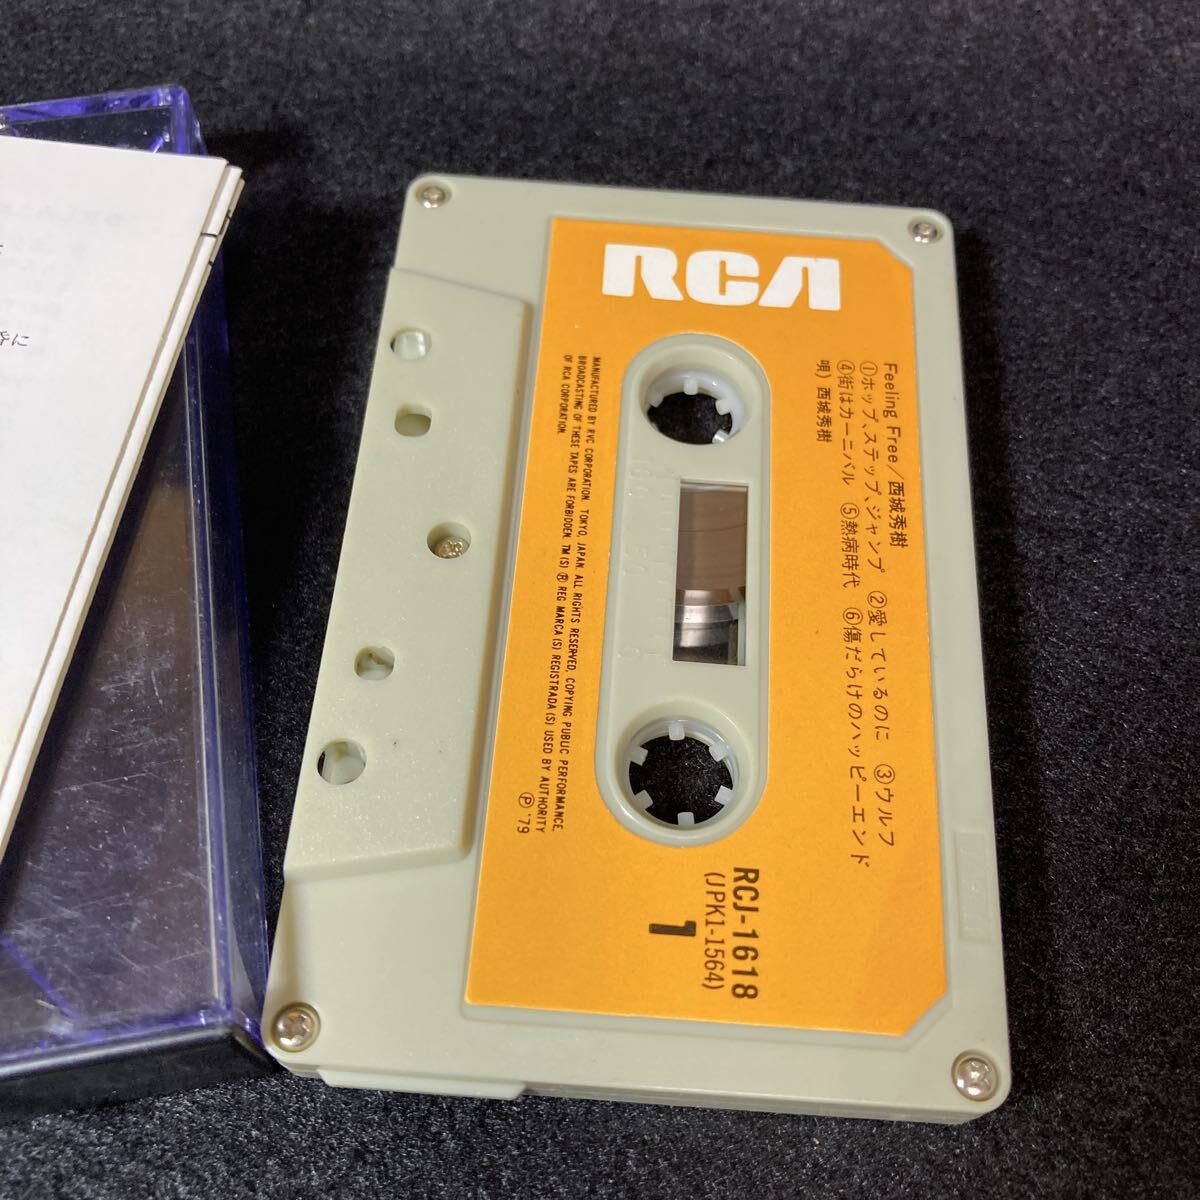 RCA
Feeling Free/西城秀樹
①ホップ、ステップ、ジャンプ ②愛しているのに ③ウルフ
④街はカーニバル ⑤熱病時代 ⑥傷だらけのハッピーエンド
唄) 西城秀樹
MANUFACTURED BY RVC CORPORATION. TOKYO, JAPAN. ALL RIGHTS RESERVED, COPYING PUBLIC PERFORMANCE,
BROADCASTING OF THESE TAPES ARE FORBIDDEN. TM(S) Ⓡ REG MARCA(S) REGISTRADA(S) USED BY AUTHORITY
OF RCA CORPORATION.
Ⓟ '79
RCJ-1618
(JPK1-1564)
1
100 50
に